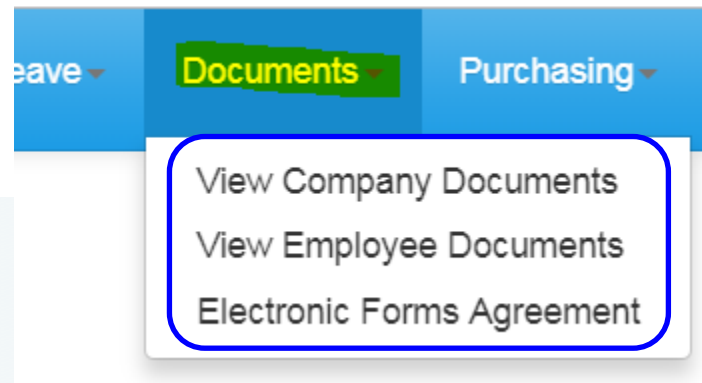 eave Documents Purchasing
View Company Documents
View Employee Documents
Electronic Forms Agreement